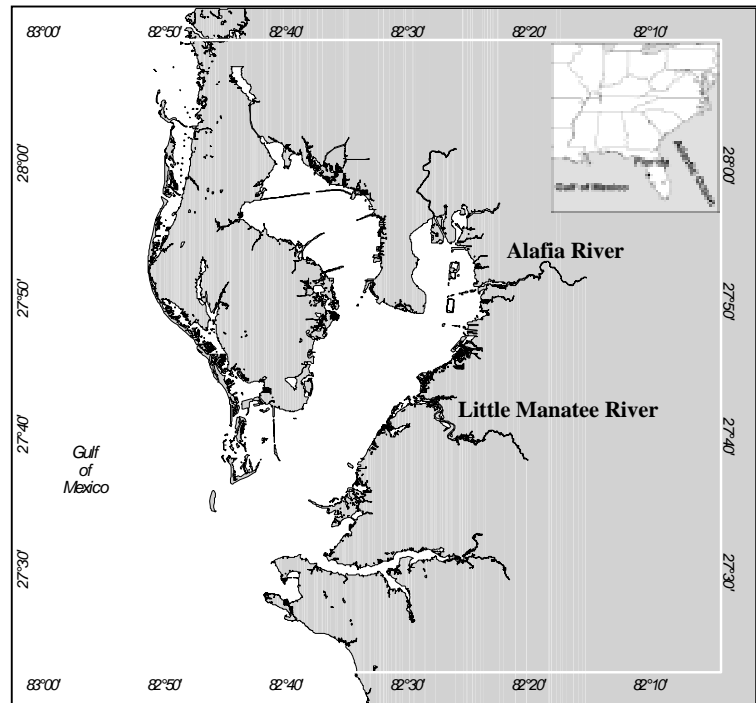 83°00' 82°50' 82°40' 82°30' 82°20' 82°10'
Florida
Atlantic Ocean
Gulf of Mexico
28°00'
28°00'
Alafia River
27°50'
27°50'
Little Manatee River
27°40'
27°40'
Gulf
of
Mexico
27°30'
27°30'
83°00' 82°50' 82°40' 82°30' 82°20' 82°10'